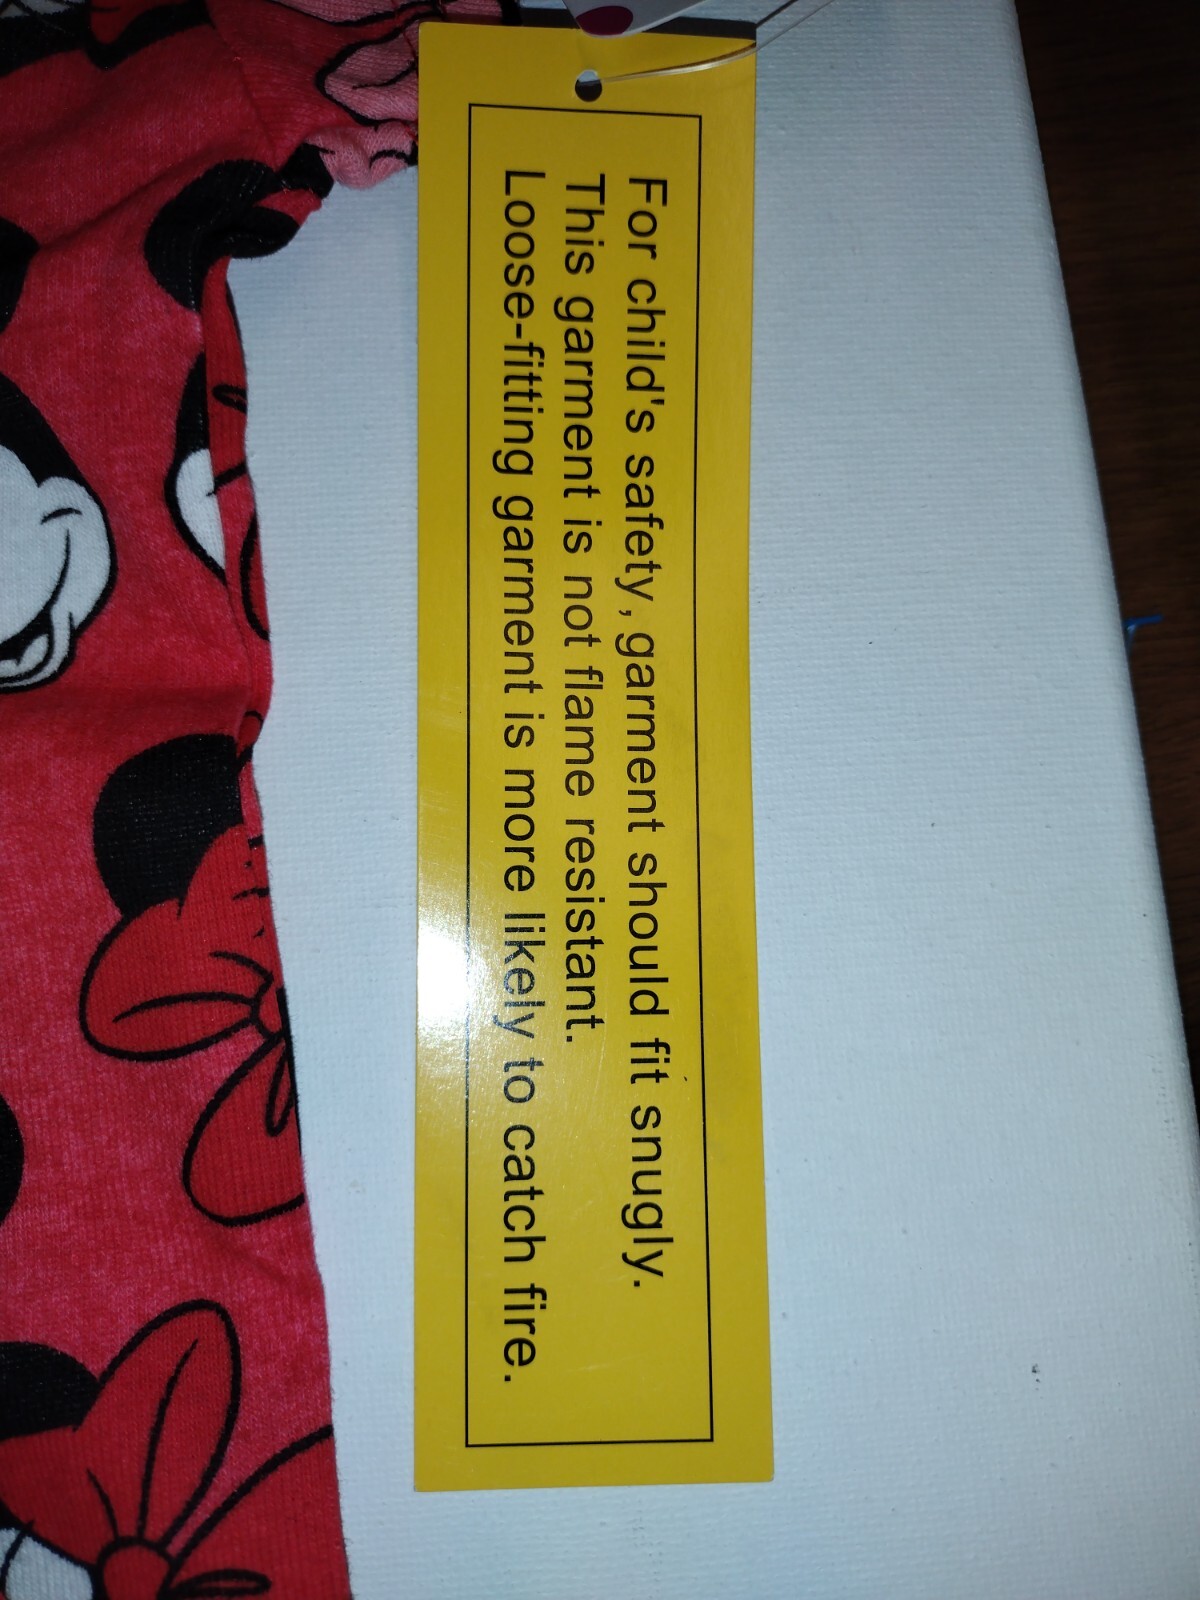 For child's safety, garment should fit snugly.
This garment is not flame resistant.
Loose-fitting garment is more likely to catch fire.